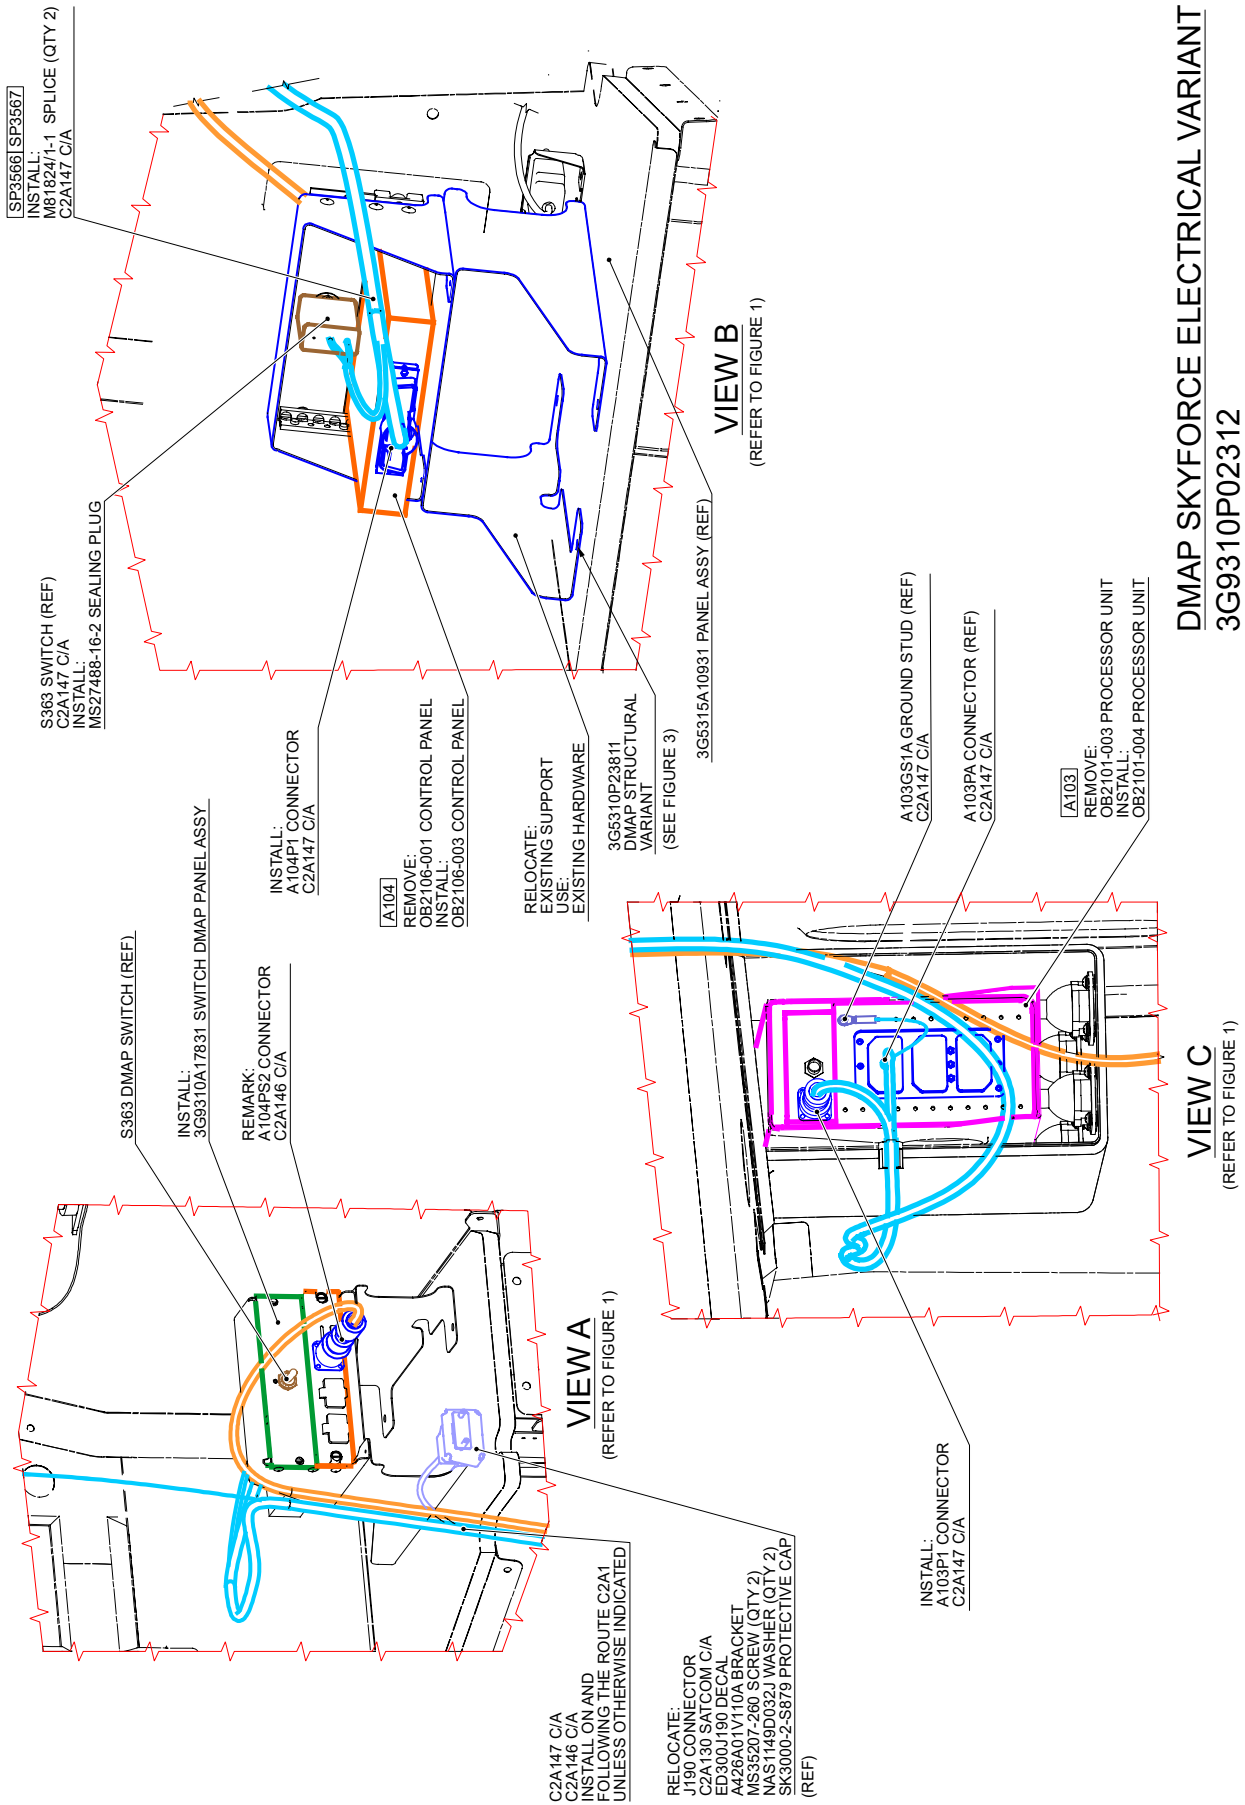 SP3566 SP3567
INSTALL:
M81824/1-1 SPLICE (QTY 2)
C2A147 C/A
S363 SWITCH (REF)
C2A147 C/A
INSTALL:
MS27488-16-2 SEALING PLUG
INSTALL:
A104P1 CONNECTOR
C2A147 C/A
A104
REMOVE:
OB2106-001 CONTROL PANEL
INSTALL:
OB2106-003 CONTROL PANEL
RELOCATE:
EXISTING SUPPORT
USE:
EXISTING HARDWARE
3G5310P23811
DMAP STRUCTURAL
VARIANT
(SEE FIGURE 3)
3G5315A10931 PANEL ASSY (REF)
VIEW B
(REFER TO FIGURE 1)
S363 DMAP SWITCH (REF)
INSTALL:
3G9310A17831 SWITCH DMAP PANEL ASSY
REMARK:
A104PS2 CONNECTOR
C2A146 C/A
VIEW A
(REFER TO FIGURE 1)
C2A147 C/A
C2A146 C/A
INSTALL ON AND
FOLLOWING THE ROUTE C2A1
UNLESS OTHERWISE INDICATED
RELOCATE:
J190 CONNECTOR
C2A130 SATCOM C/A
ED300J190 DECAL
A426A01V110A BRACKET
MS35207-260 SCREW (QTY 2)
NAS1149D032J WASHER (QTY 2)
SK3000-2-S879 PROTECTIVE CAP
(REF)
A103GS1A GROUND STUD (REF)
C2A147 C/A
A103PA CONNECTOR (REF)
C2A147 C/A
A103
REMOVE:
OB2101-003 PROCESSOR UNIT
INSTALL:
OB2101-004 PROCESSOR UNIT
INSTALL:
A103P1 CONNECTOR
C2A147 C/A
VIEW C
(REFER TO FIGURE 1)
DMAP SKYFORCE ELECTRICAL VARIANT
3G9310P02312